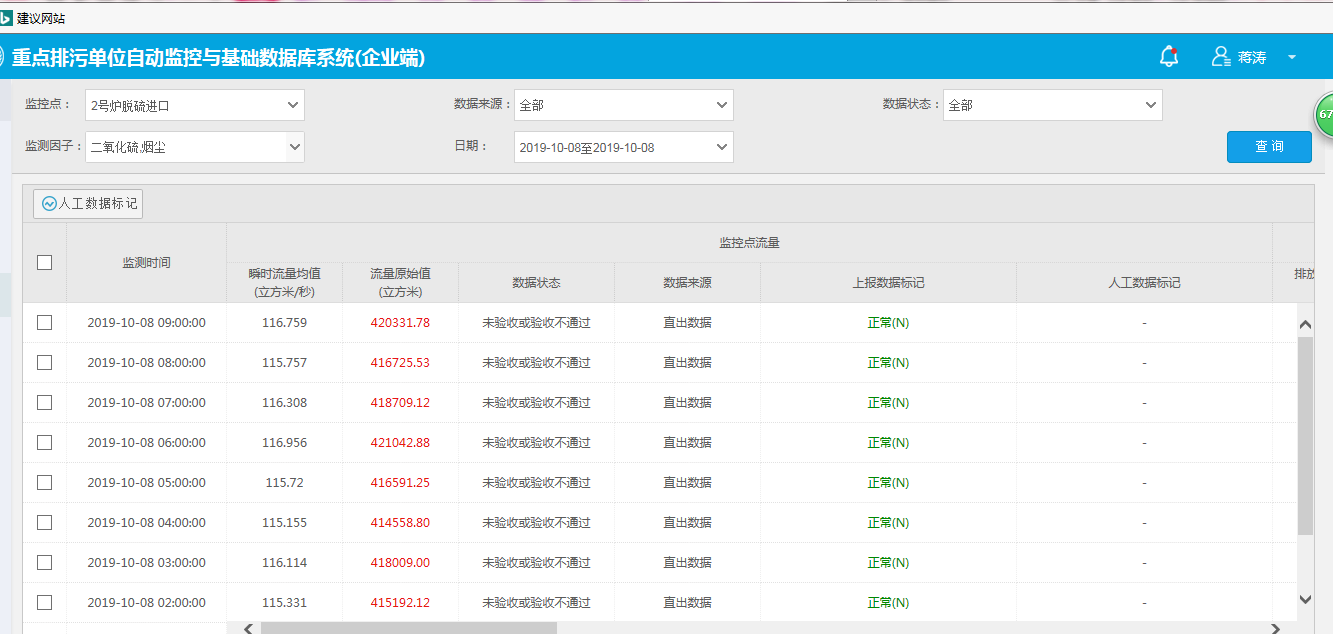 建议网站
重点排污单位自动监控与基础数据库系统(企业端)
蒋涛
监控点： 2号炉脱硫进口 数据来源： 全部 数据状态： 全部
67
监测因子： 二氧化硫,烟尘 日期： 2019-10-08至2019-10-08 查 询
人工数据标记
监测时间 监控点流量
瞬时流量均值(立方米/秒) 流量原始值(立方米) 数据状态 数据来源 上报数据标记 人工数据标记 排放
2019-10-08 09:00:00 116.759 420331.78 未验收或验收不通过 直出数据 正常(N) -
2019-10-08 08:00:00 115.757 416725.53 未验收或验收不通过 直出数据 正常(N) -
2019-10-08 07:00:00 116.308 418709.12 未验收或验收不通过 直出数据 正常(N) -
2019-10-08 06:00:00 116.956 421042.88 未验收或验收不通过 直出数据 正常(N) -
2019-10-08 05:00:00 115.72 416591.25 未验收或验收不通过 直出数据 正常(N) -
2019-10-08 04:00:00 115.155 414558.80 未验收或验收不通过 直出数据 正常(N) -
2019-10-08 03:00:00 116.114 418009.00 未验收或验收不通过 直出数据 正常(N) -
2019-10-08 02:00:00 115.331 415192.12 未验收或验收不通过 直出数据 正常(N) -